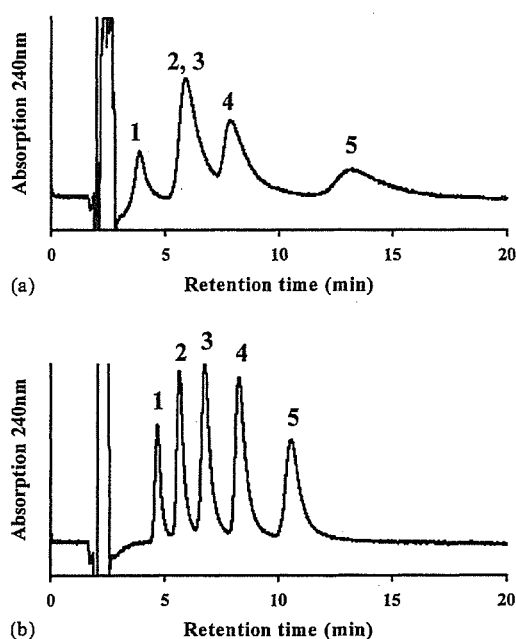 Absorption 240nm
1
2, 3
4
5
0 5 10 15 20
(a) Retention time (min)
Absorption 240nm
1
2
3
4
5
0 5 10 15 20
(b) Retention time (min)